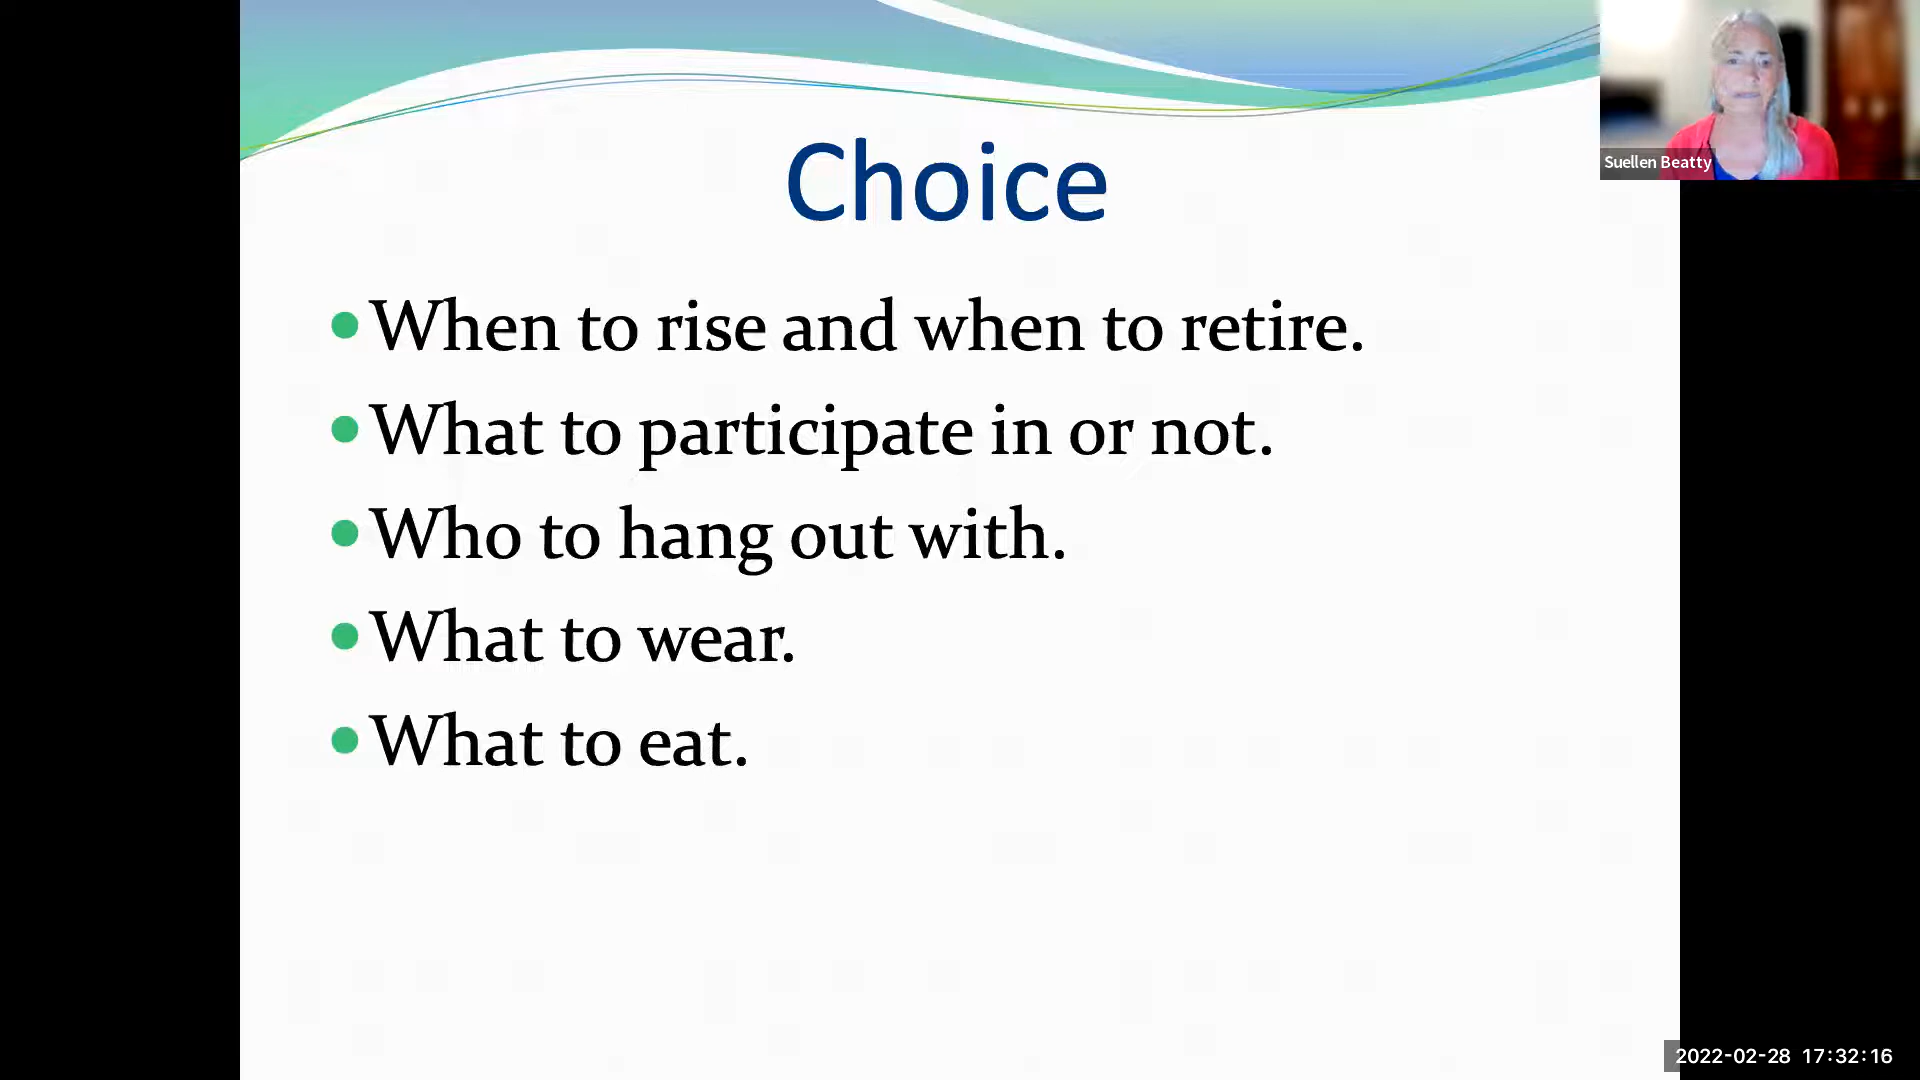 Suellen Beatty
Choice
When to rise and when to retire.
What to participate in or not.
Who to hang out with.
What to wear.
What to eat.
2022-02-28 17:32:16